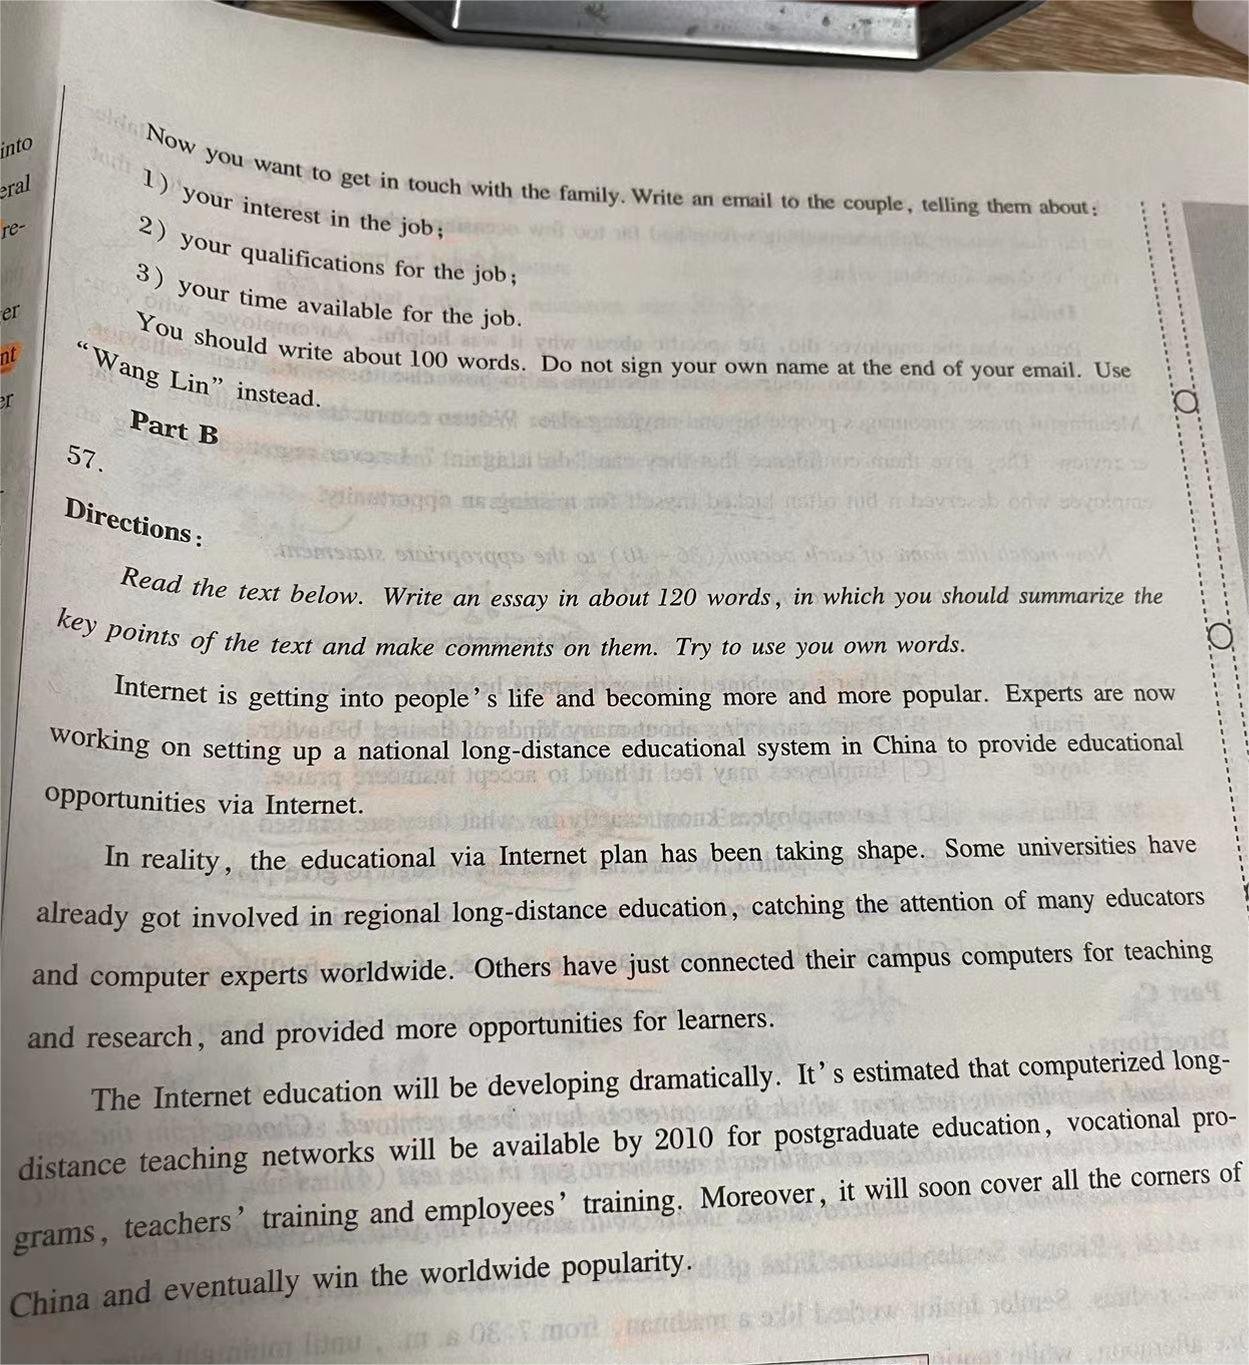 into
eral
re-
er
nt
er
Now you want to get in touch with the family. Write an email to the couple, telling them about:
1) your interest in the job;
2) your qualifications for the job;
3) your time available for the job.
You should write about 100 words. Do not sign your own name at the end of your email. Use
“Wang Lin” instead.
Part B
57.
Directions:
Read the text below. Write an essay in about 120 words, in which you should summarize the
key points of the text and make comments on them. Try to use you own words.
Internet is getting into people’s life and becoming more and more popular. Experts are now
working on setting up a national long-distance educational system in China to provide educational
opportunities via Internet.
In reality, the educational via Internet plan has been taking shape. Some universities have
already got involved in regional long-distance education, catching the attention of many educators
and computer experts worldwide. Others have just connected their campus computers for teaching
and research, and provided more opportunities for learners.
The Internet education will be developing dramatically. It’s estimated that computerized long-
distance teaching networks will be available by 2010 for postgraduate education, vocational pro-
grams, teachers’ training and employees’ training. Moreover, it will soon cover all the corners of
China and eventually win the worldwide popularity.